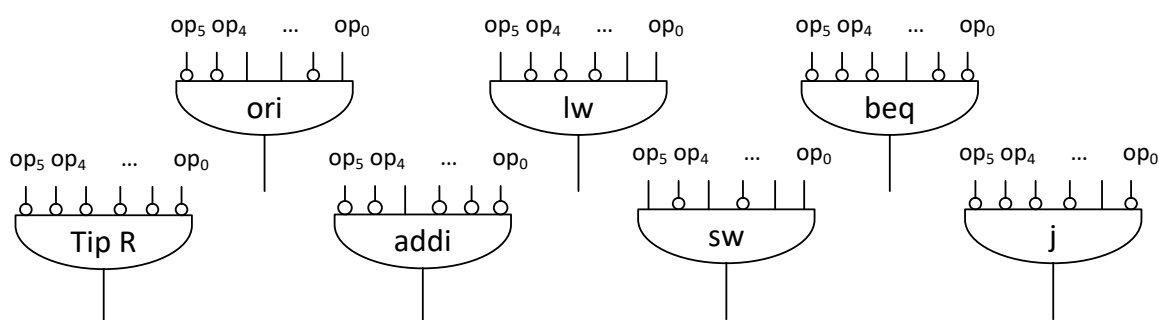 op₅ op₄ ... op₀
ori
op₅ op₄ ... op₀
lw
op₅ op₄ ... op₀
beq
op₅ op₄ ... op₀
Tip R
op₅ op₄ ... op₀
addi
op₅ op₄ ... op₀
sw
op₅ op₄ ... op₀
j